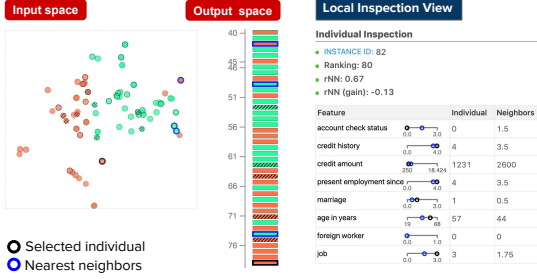 Input space
Output space
Local Inspection View
40
45
46
51
56
61
66
71
76
Selected individual
Nearest neighbors
Individual Inspection
INSTANCE ID: 82
Ranking: 80
rNN: 0.67
rNN (gain): -0.13
Feature Individual Neighbors
account check status 0.0 3.0 0 1.5
credit history 0.0 4.0 4 3.5
credit amount 250 18.424 1231 2600
present employment since 0.0 4.0 4 3.5
marriage 0.0 3.0 1 0.5
age in years 19 68 57 44
foreign worker 0.0 1.0 0 0
job 0.0 3.0 3 1.75